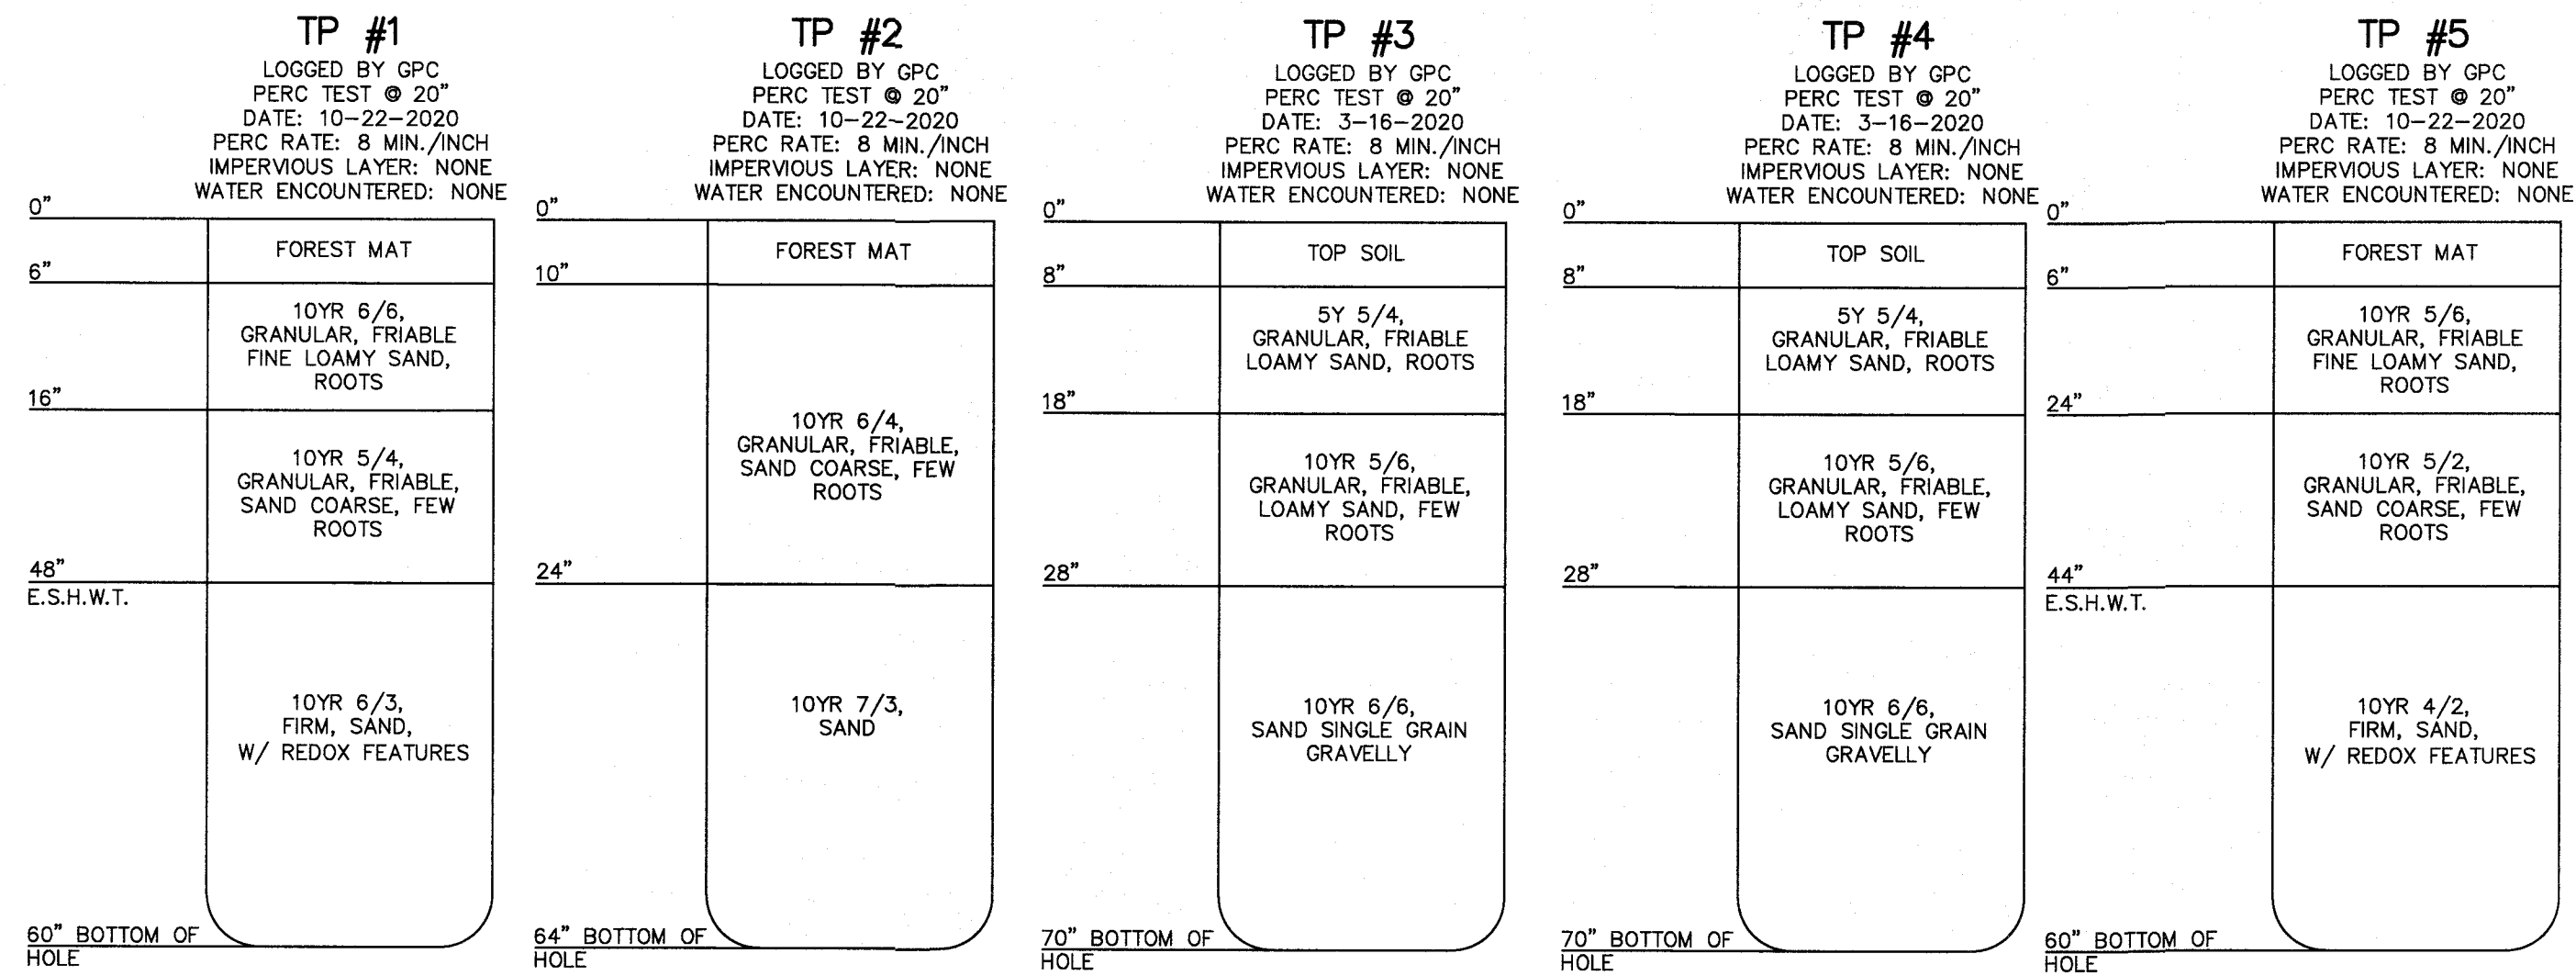 TP #1
LOGGED BY GPC
PERC TEST @ 20"
DATE: 10-22-2020
PERC RATE: 8 MIN./INCH
IMPERVIOUS LAYER: NONE
WATER ENCOUNTERED: NONE
0"
FOREST MAT
6"
10YR 6/6,
GRANULAR, FRIABLE
FINE LOAMY SAND,
ROOTS
16"
10YR 5/4,
GRANULAR, FRIABLE,
SAND COARSE, FEW
ROOTS
48"
E.S.H.W.T.
10YR 6/3,
FIRM, SAND,
W/ REDOX FEATURES
60" BOTTOM OF
HOLE
TP #2
LOGGED BY GPC
PERC TEST @ 20"
DATE: 10-22-2020
PERC RATE: 8 MIN./INCH
IMPERVIOUS LAYER: NONE
WATER ENCOUNTERED: NONE
0"
FOREST MAT
10"
10YR 6/4,
GRANULAR, FRIABLE,
SAND COARSE, FEW
ROOTS
24"
10YR 7/3,
SAND
64" BOTTOM OF
HOLE
TP #3
LOGGED BY GPC
PERC TEST @ 20"
DATE: 3-16-2020
PERC RATE: 8 MIN./INCH
IMPERVIOUS LAYER: NONE
WATER ENCOUNTERED: NONE
0"
TOP SOIL
8"
5Y 5/4,
GRANULAR, FRIABLE
LOAMY SAND, ROOTS
18"
10YR 5/6,
GRANULAR, FRIABLE,
LOAMY SAND, FEW
ROOTS
28"
10YR 6/6,
SAND SINGLE GRAIN
GRAVELLY
70" BOTTOM OF
HOLE
TP #4
LOGGED BY GPC
PERC TEST @ 20"
DATE: 3-16-2020
PERC RATE: 8 MIN./INCH
IMPERVIOUS LAYER: NONE
WATER ENCOUNTERED: NONE
0"
TOP SOIL
8"
5Y 5/4,
GRANULAR, FRIABLE
LOAMY SAND, ROOTS
18"
10YR 5/6,
GRANULAR, FRIABLE,
LOAMY SAND, FEW
ROOTS
28"
10YR 6/6,
SAND SINGLE GRAIN
GRAVELLY
70" BOTTOM OF
HOLE
TP #5
LOGGED BY GPC
PERC TEST @ 20"
DATE: 10-22-2020
PERC RATE: 8 MIN./INCH
IMPERVIOUS LAYER: NONE
WATER ENCOUNTERED: NONE
0"
FOREST MAT
6"
10YR 5/6,
GRANULAR, FRIABLE
FINE LOAMY SAND,
ROOTS
24"
10YR 5/2,
GRANULAR, FRIABLE,
SAND COARSE, FEW
ROOTS
44"
E.S.H.W.T.
10YR 4/2,
FIRM, SAND,
W/ REDOX FEATURES
60" BOTTOM OF
HOLE